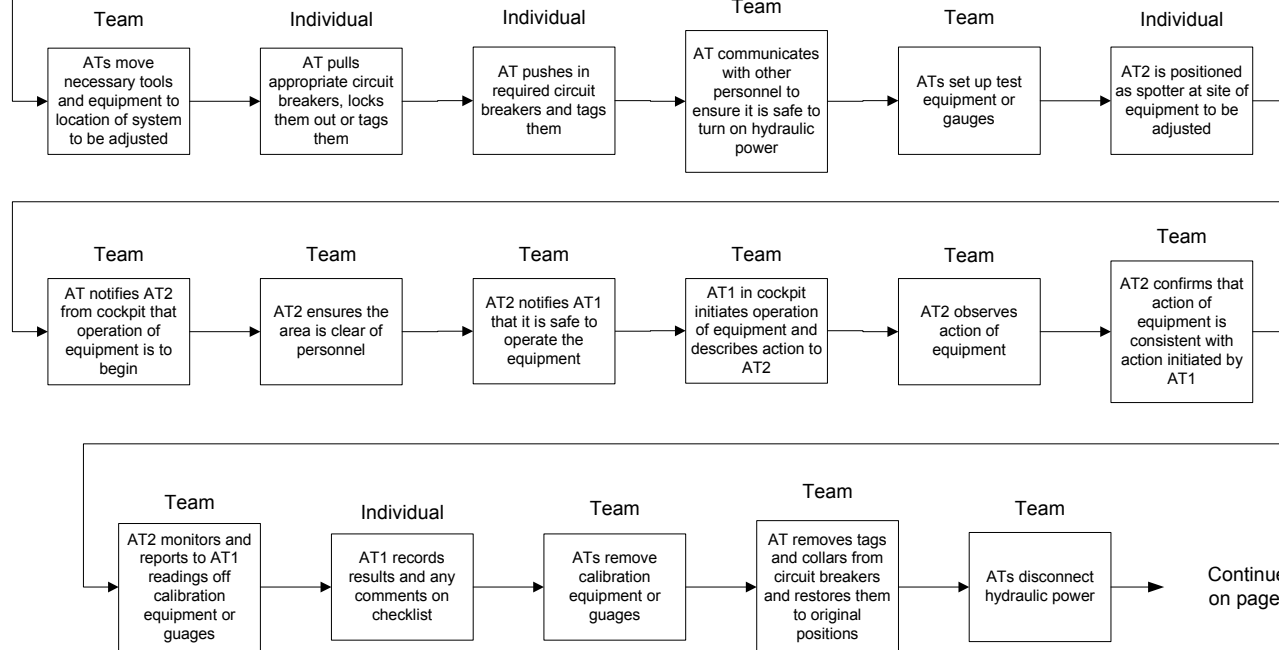 Team
ATs move
necessary tools
and equipment to
location of system
to be adjusted
Individual
AT pulls
appropriate circuit
breakers, locks
them out or tags
them
Individual
AT pushes in
required circuit
breakers and tags
them
Team
AT communicates
with other
personnel to
ensure it is safe to
turn on hydraulic
power
Team
ATs set up test
equipment or
gauges
Individual
AT2 is positioned
as spotter at site of
equipment to be
adjusted
Team
AT notifies AT2
from cockpit that
operation of
equipment is to
begin
Team
AT2 ensures the
area is clear of
personnel
Team
AT2 notifies AT1
that it is safe to
operate the
equipment
Team
AT1 in cockpit
initiates operation
of equipment and
describes action to
AT2
Team
AT2 observes
action of
equipment
Team
AT2 confirms that
action of
equipment is
consistent with
action initiated by
AT1
Team
AT2 monitors and
reports to AT1
readings off
calibration
equipment or
guages
Individual
AT1 records
results and any
comments on
checklist
Team
ATs remove
calibration
equipment or
guages
Team
AT removes tags
and collars from
circuit breakers
and restores them
to original
positions
Team
ATs disconnect
hydraulic power
Continue
on page